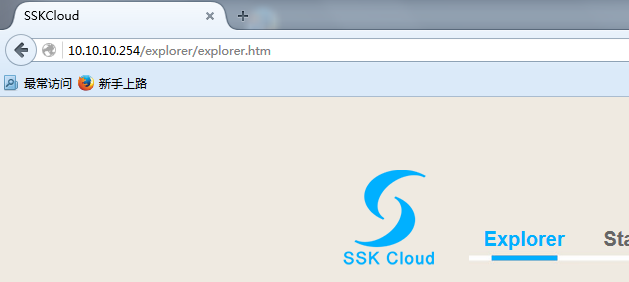 SSKCloud
10.10.10.254/explorer/explorer.htm
最常访问 新手上路
SSK Cloud
Explorer Sta